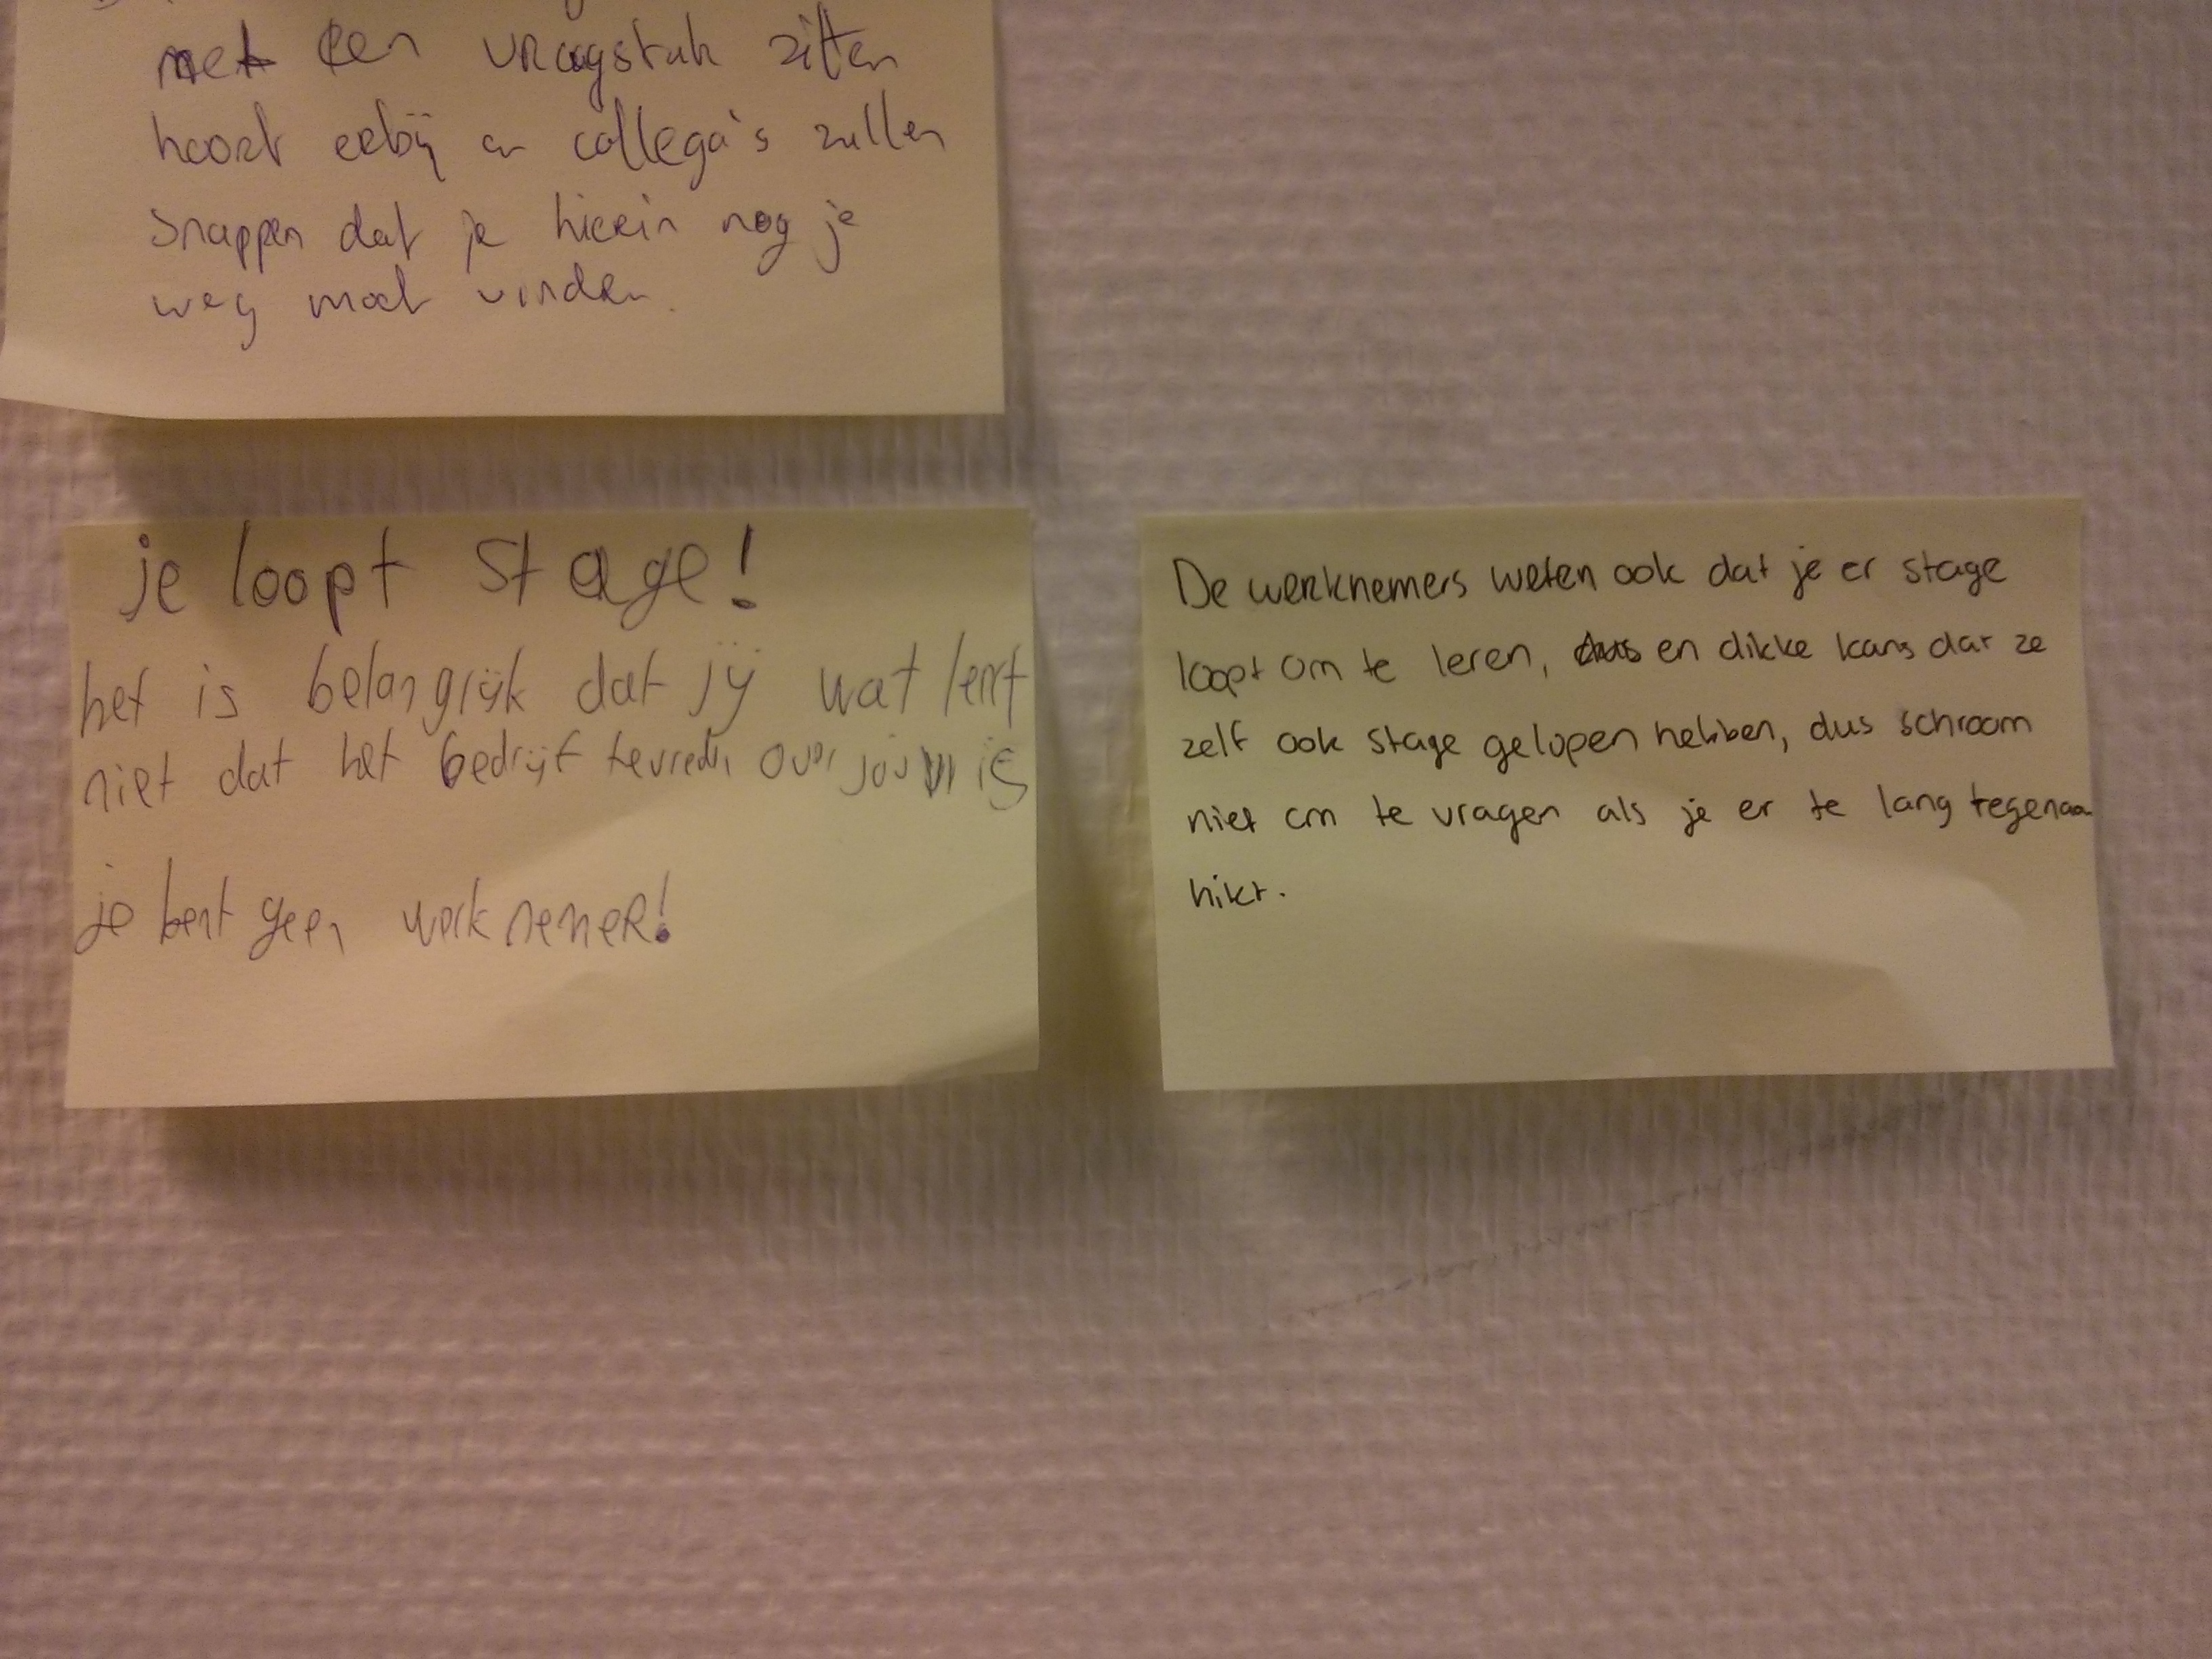 met een vraagstuk zitten
hoort erbij en collega's zullen
snappen dat je hierin nog je
weg moet vinden.
je loopt stage!
het is belangrijk dat jij wat lert
niet dat het bedrijf tevreden over jou is
je bent geen werknemer!
De werknemers weten ook dat je er stage
loopt om te leren, en dikke kans dat ze
zelf ook stage gelopen hebben, dus schroom
niet om te vragen als je er te lang tegenaan
hikt.